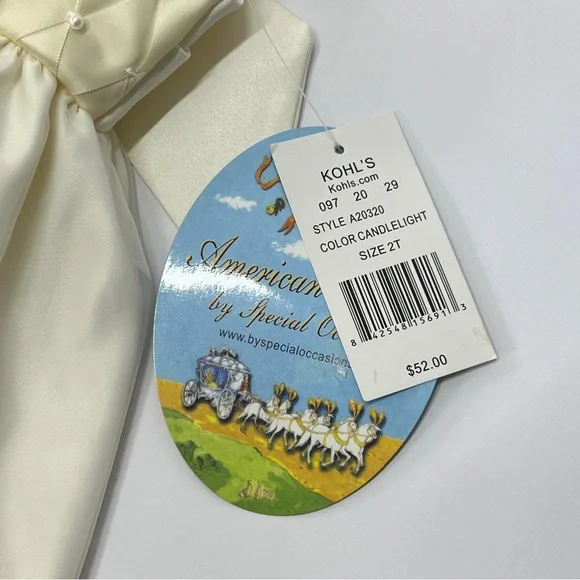 KOHL'S
Kohls.com
097 20 29
STYLE A20320
COLOR CANDLELIGHT
SIZE 2T
8 42548 15691 3
$52.00
American
by Special
www.byspecialoccasion